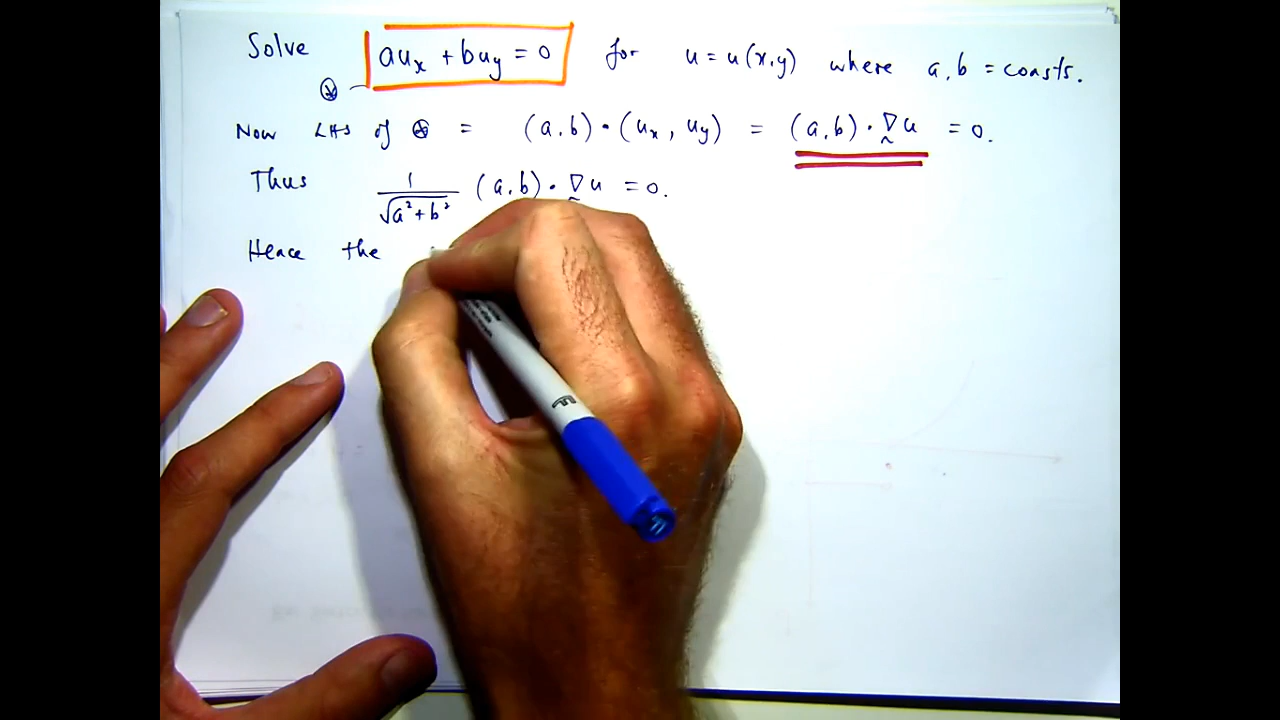 Solve au_x + bu_y = 0 for u = u(x,y) where a, b = consts.
Now LHS of ⊛ = (a,b) • (u_x, u_y) = (a,b) • ∇u = 0.
Thus 1/√(a² + b²) (a,b) • ∇u = 0.
Hence the